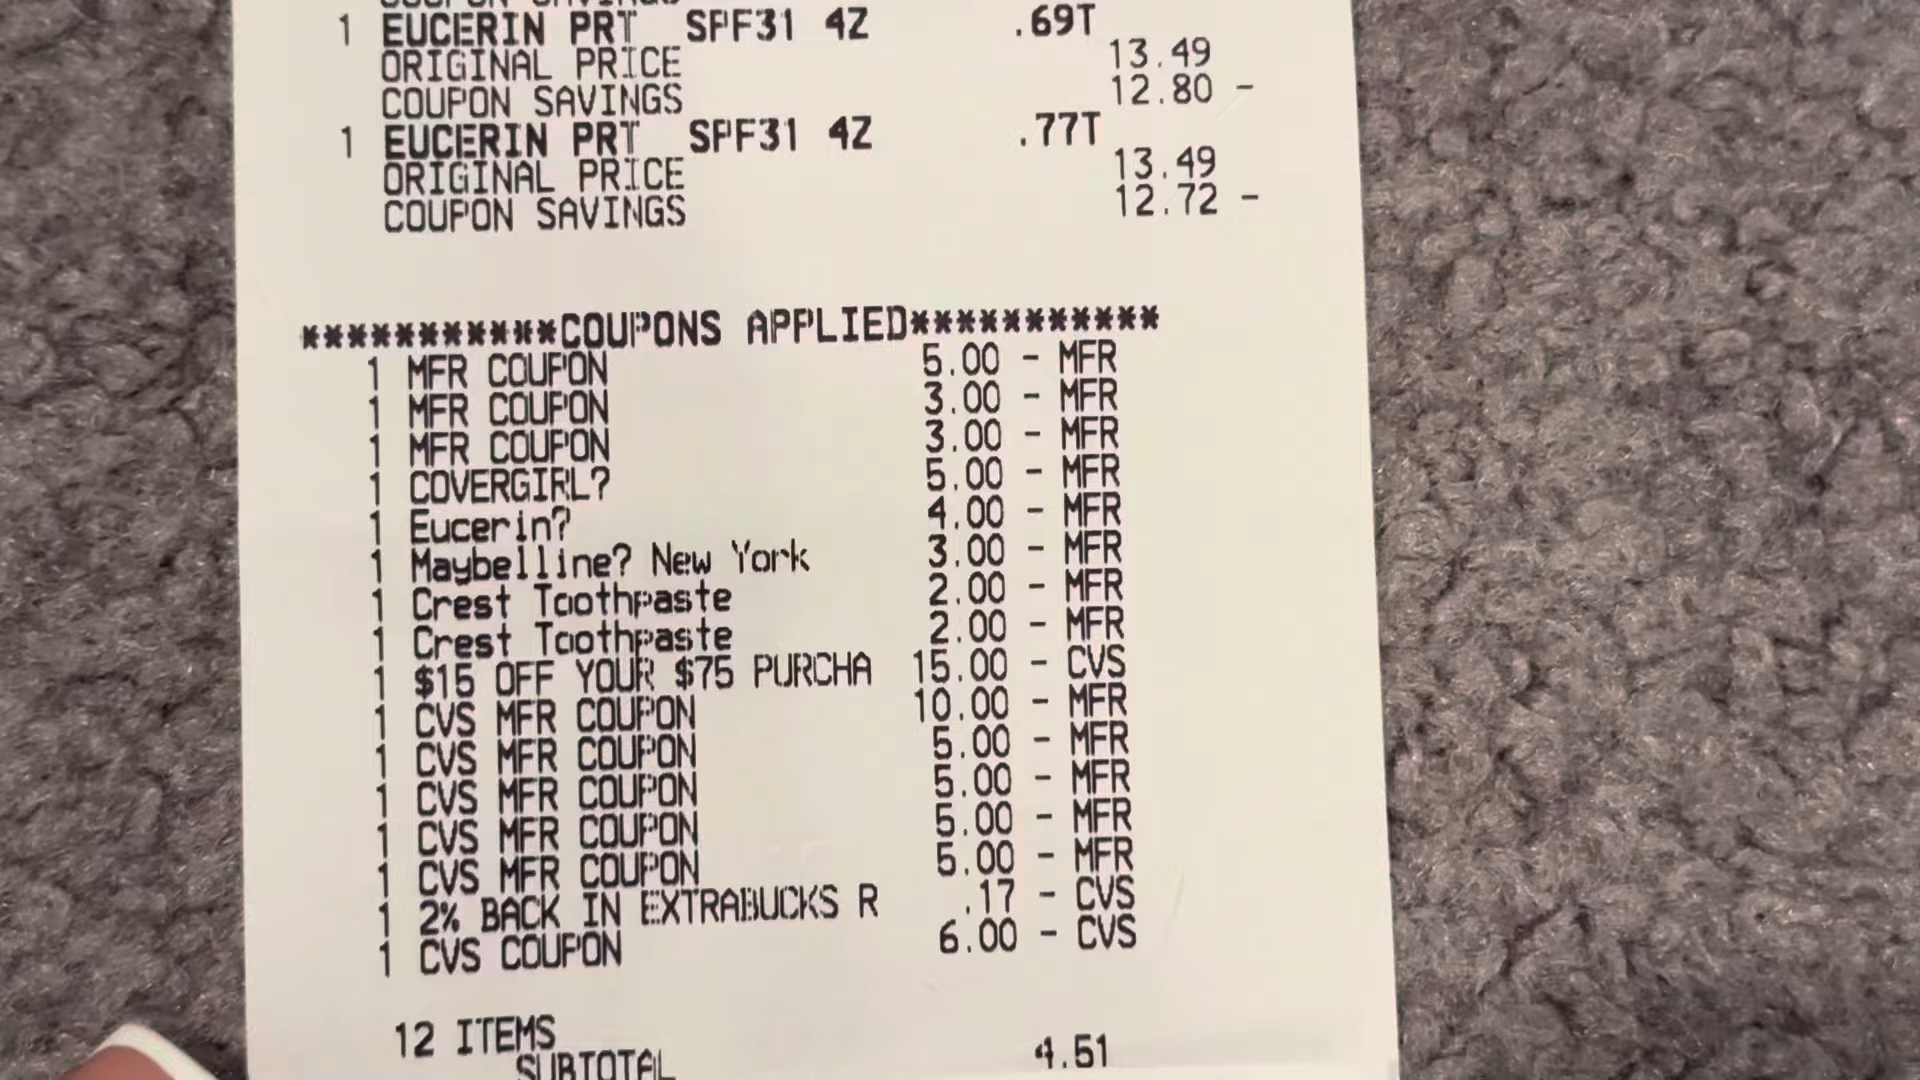 COUPON SAVINGS
1 EUCERIN PRT SPF31 4Z .69T
ORIGINAL PRICE 13.49
COUPON SAVINGS 12.80 -
1 EUCERIN PRT SPF31 4Z .77T
ORIGINAL PRICE 13.49
COUPON SAVINGS 12.72 -
***********COUPONS APPLIED***********
1 MFR COUPON 5.00 - MFR
1 MFR COUPON 3.00 - MFR
1 MFR COUPON 3.00 - MFR
1 COVERGIRL? 5.00 - MFR
1 Eucerin? 4.00 - MFR
1 Maybelline? New York 3.00 - MFR
1 Crest Toothpaste 2.00 - MFR
1 Crest Toothpaste 2.00 - MFR
1 $15 OFF YOUR $75 PURCHA 15.00 - CVS
1 CVS MFR COUPON 10.00 - MFR
1 CVS MFR COUPON 5.00 - MFR
1 CVS MFR COUPON 5.00 - MFR
1 CVS MFR COUPON 5.00 - MFR
1 CVS MFR COUPON 5.00 - MFR
1 2% BACK IN EXTRABUCKS R .17 - CVS
1 CVS COUPON 6.00 - CVS
12 ITEMS
SUBTOTAL 4.51